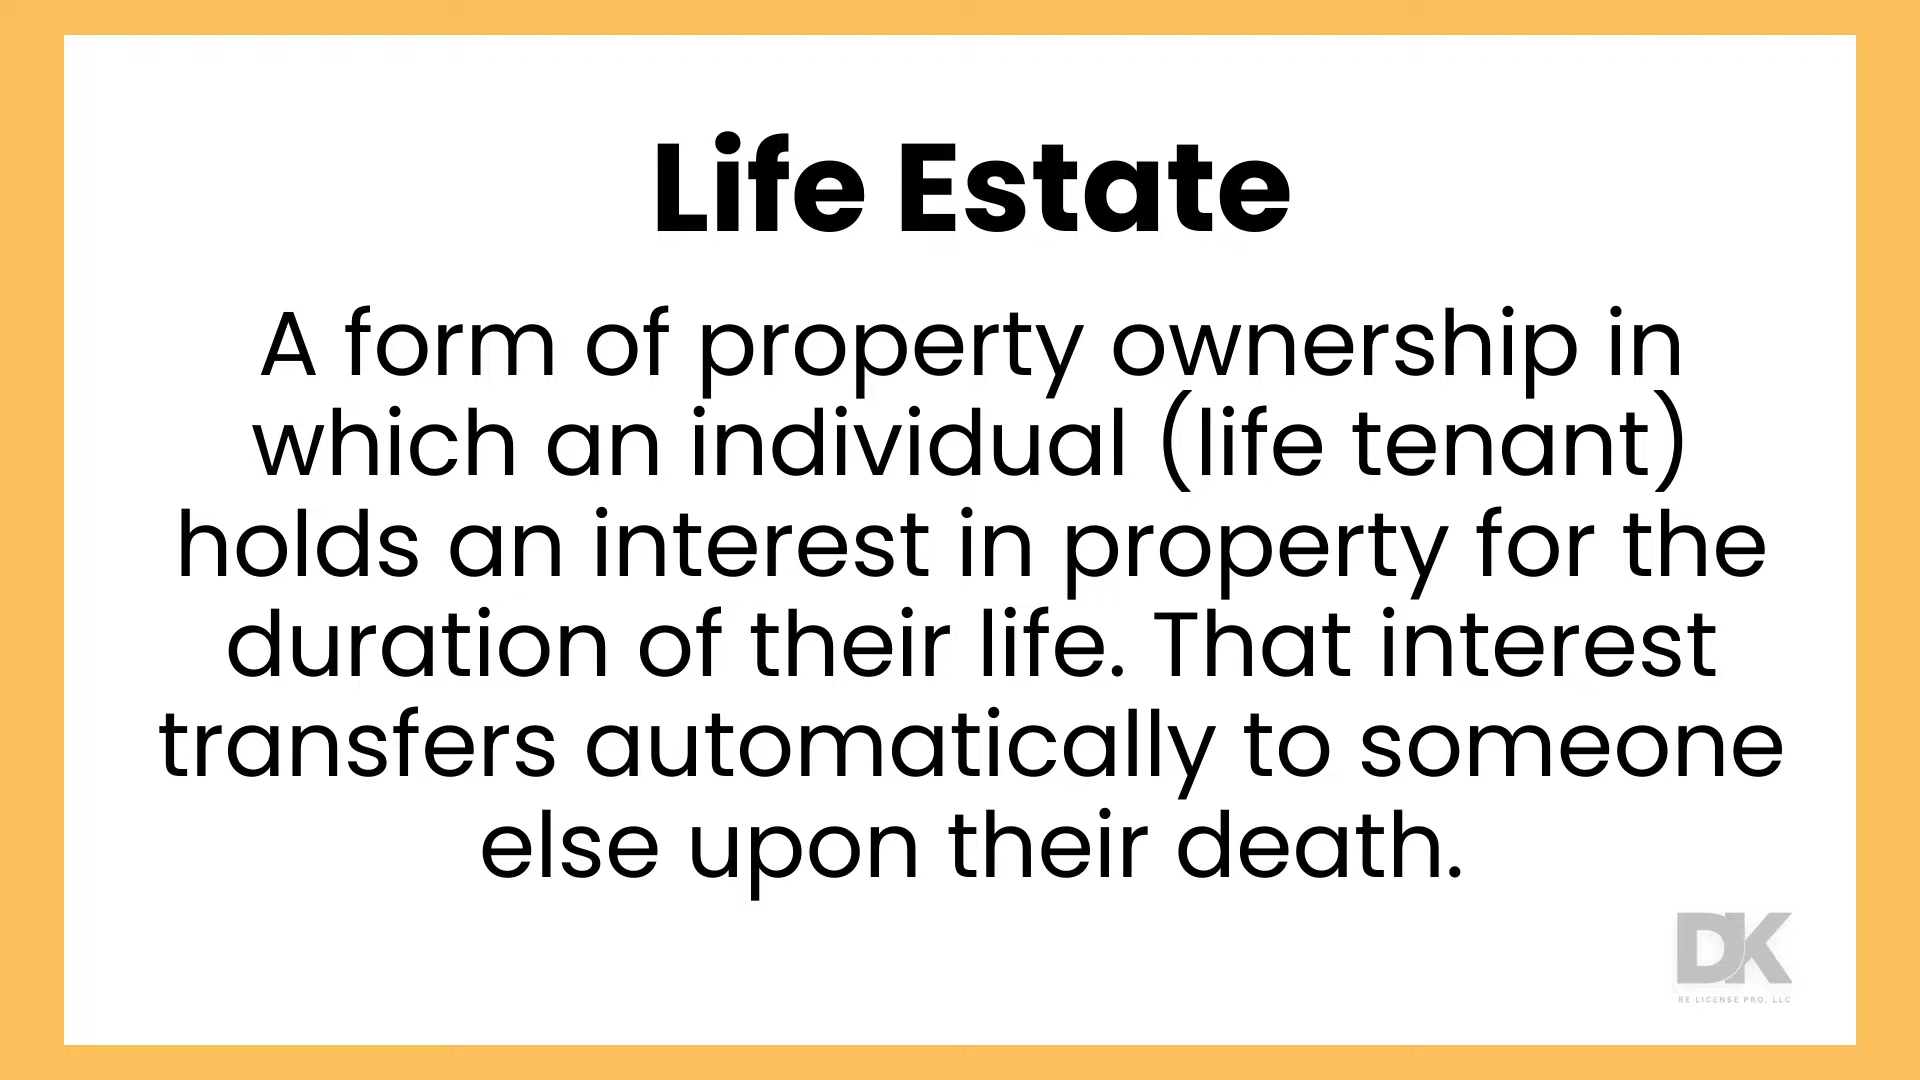 Life Estate
A form of property ownership in
which an individual (life tenant)
holds an interest in property for the
duration of their life. That interest
transfers automatically to someone
else upon their death.
DK
RE LICENSE PRO, LLC